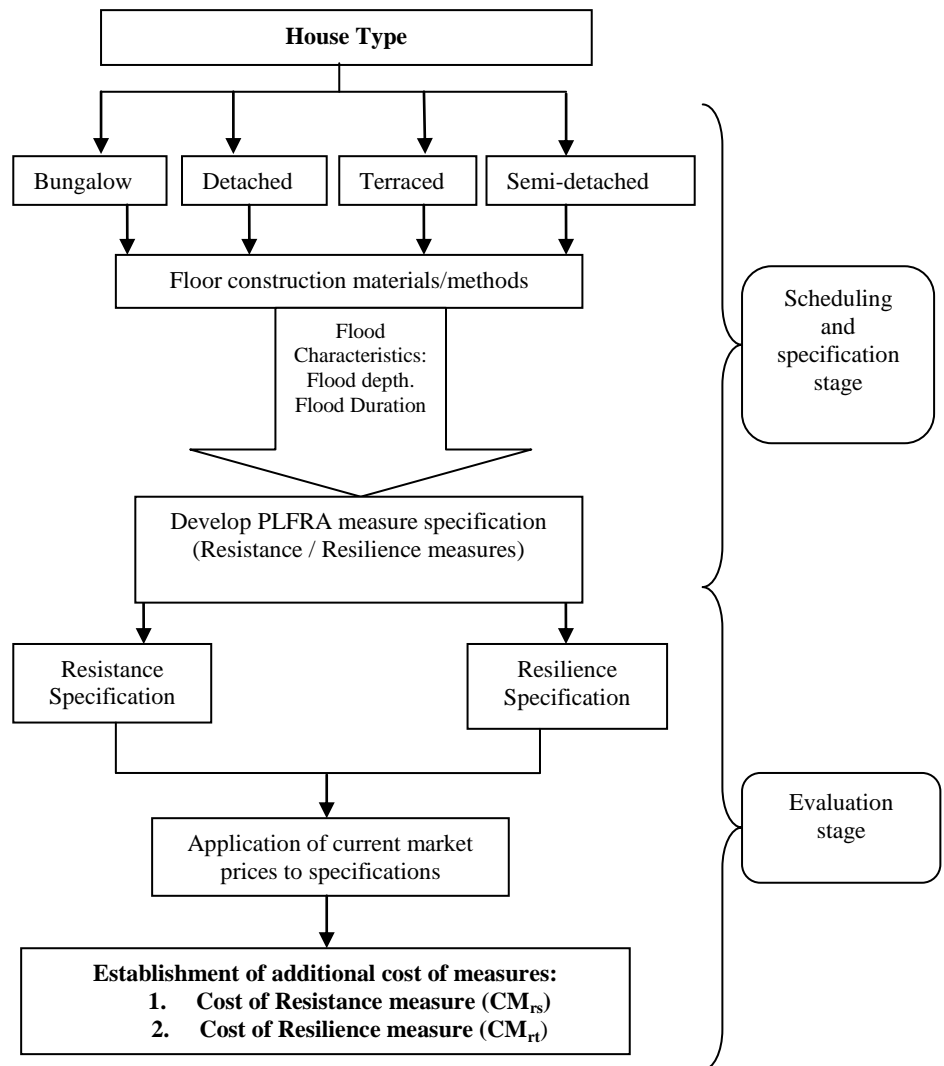 House Type
Bungalow
Detached
Terraced
Semi-detached
Floor construction materials/methods
Flood
Characteristics:
Flood depth.
Flood Duration
Scheduling
and
specification
stage
Develop PLFRA measure specification
(Resistance / Resilience measures)
Resistance
Specification
Resilience
Specification
Application of current market
prices to specifications
Evaluation
stage
Establishment of additional cost of measures:
1. Cost of Resistance measure (CMrs)
2. Cost of Resilience measure (CMrt)